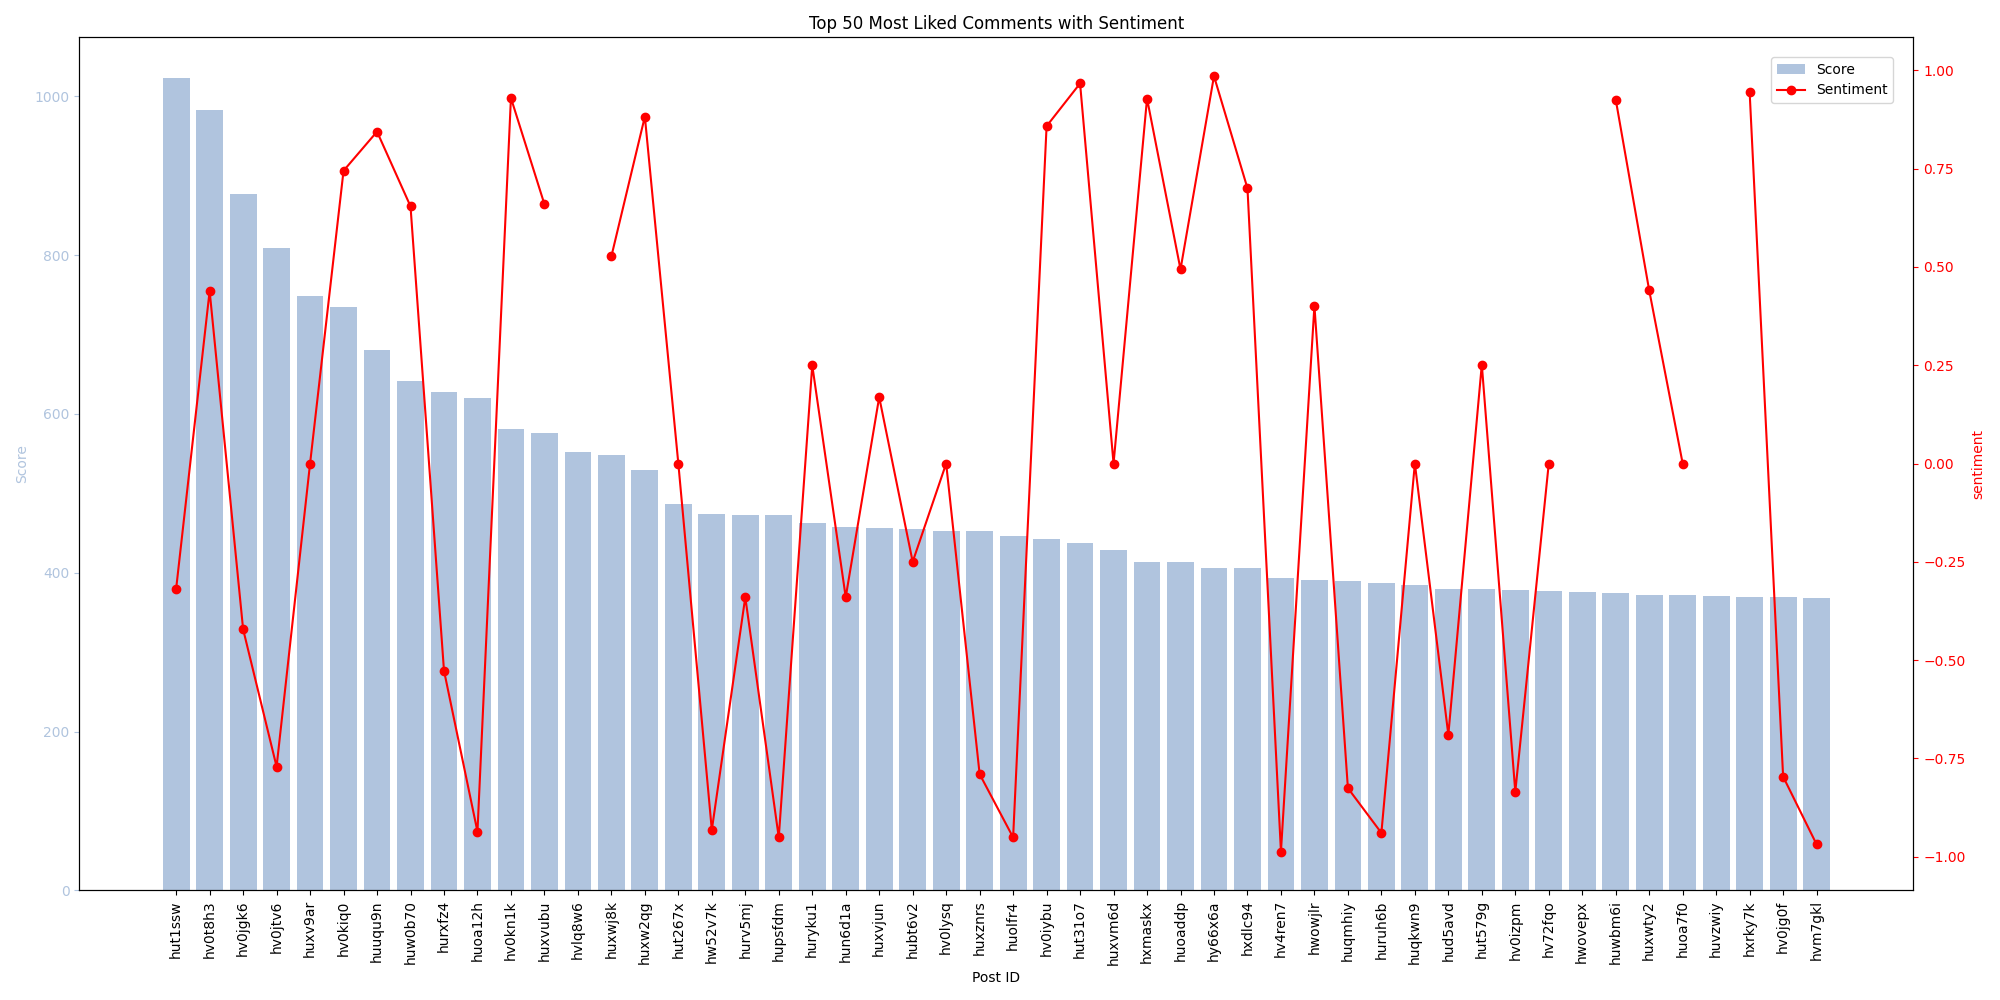 Top 50 Most Liked Comments with Sentiment
Score
Sentiment
1000
800
600
400
200
0
Score
1.00
0.75
0.50
0.25
0.00
−0.25
−0.50
−0.75
−1.00
sentiment
hut1ssw
hv0t8h3
hv0jgk6
hv0jtv6
huxv9ar
hv0kiq0
huuqu9n
huw0b70
hurxfz4
huoa12h
hv0kn1k
huxvubu
hvlq8w6
huxwj8k
huxw2qg
hut267x
hw52v7k
hurv5mj
hupsfdm
huryku1
hun6d1a
huxvjun
hubt6v2
hv0lysq
huxznrs
huolfr4
hv0iybu
hut31o7
huxvm6d
hxmaskx
huoaddp
hy66x6a
hxdlc94
hv4ren7
hwowjlr
huqmhiy
huruh6b
huqkwn9
hud5avd
hut579g
hv0izpm
hv72fqo
hwovepx
huwbm6i
huxwty2
huoa7f0
huvzwiy
hxrky7k
hv0jg0f
hvm7gkl
Post ID